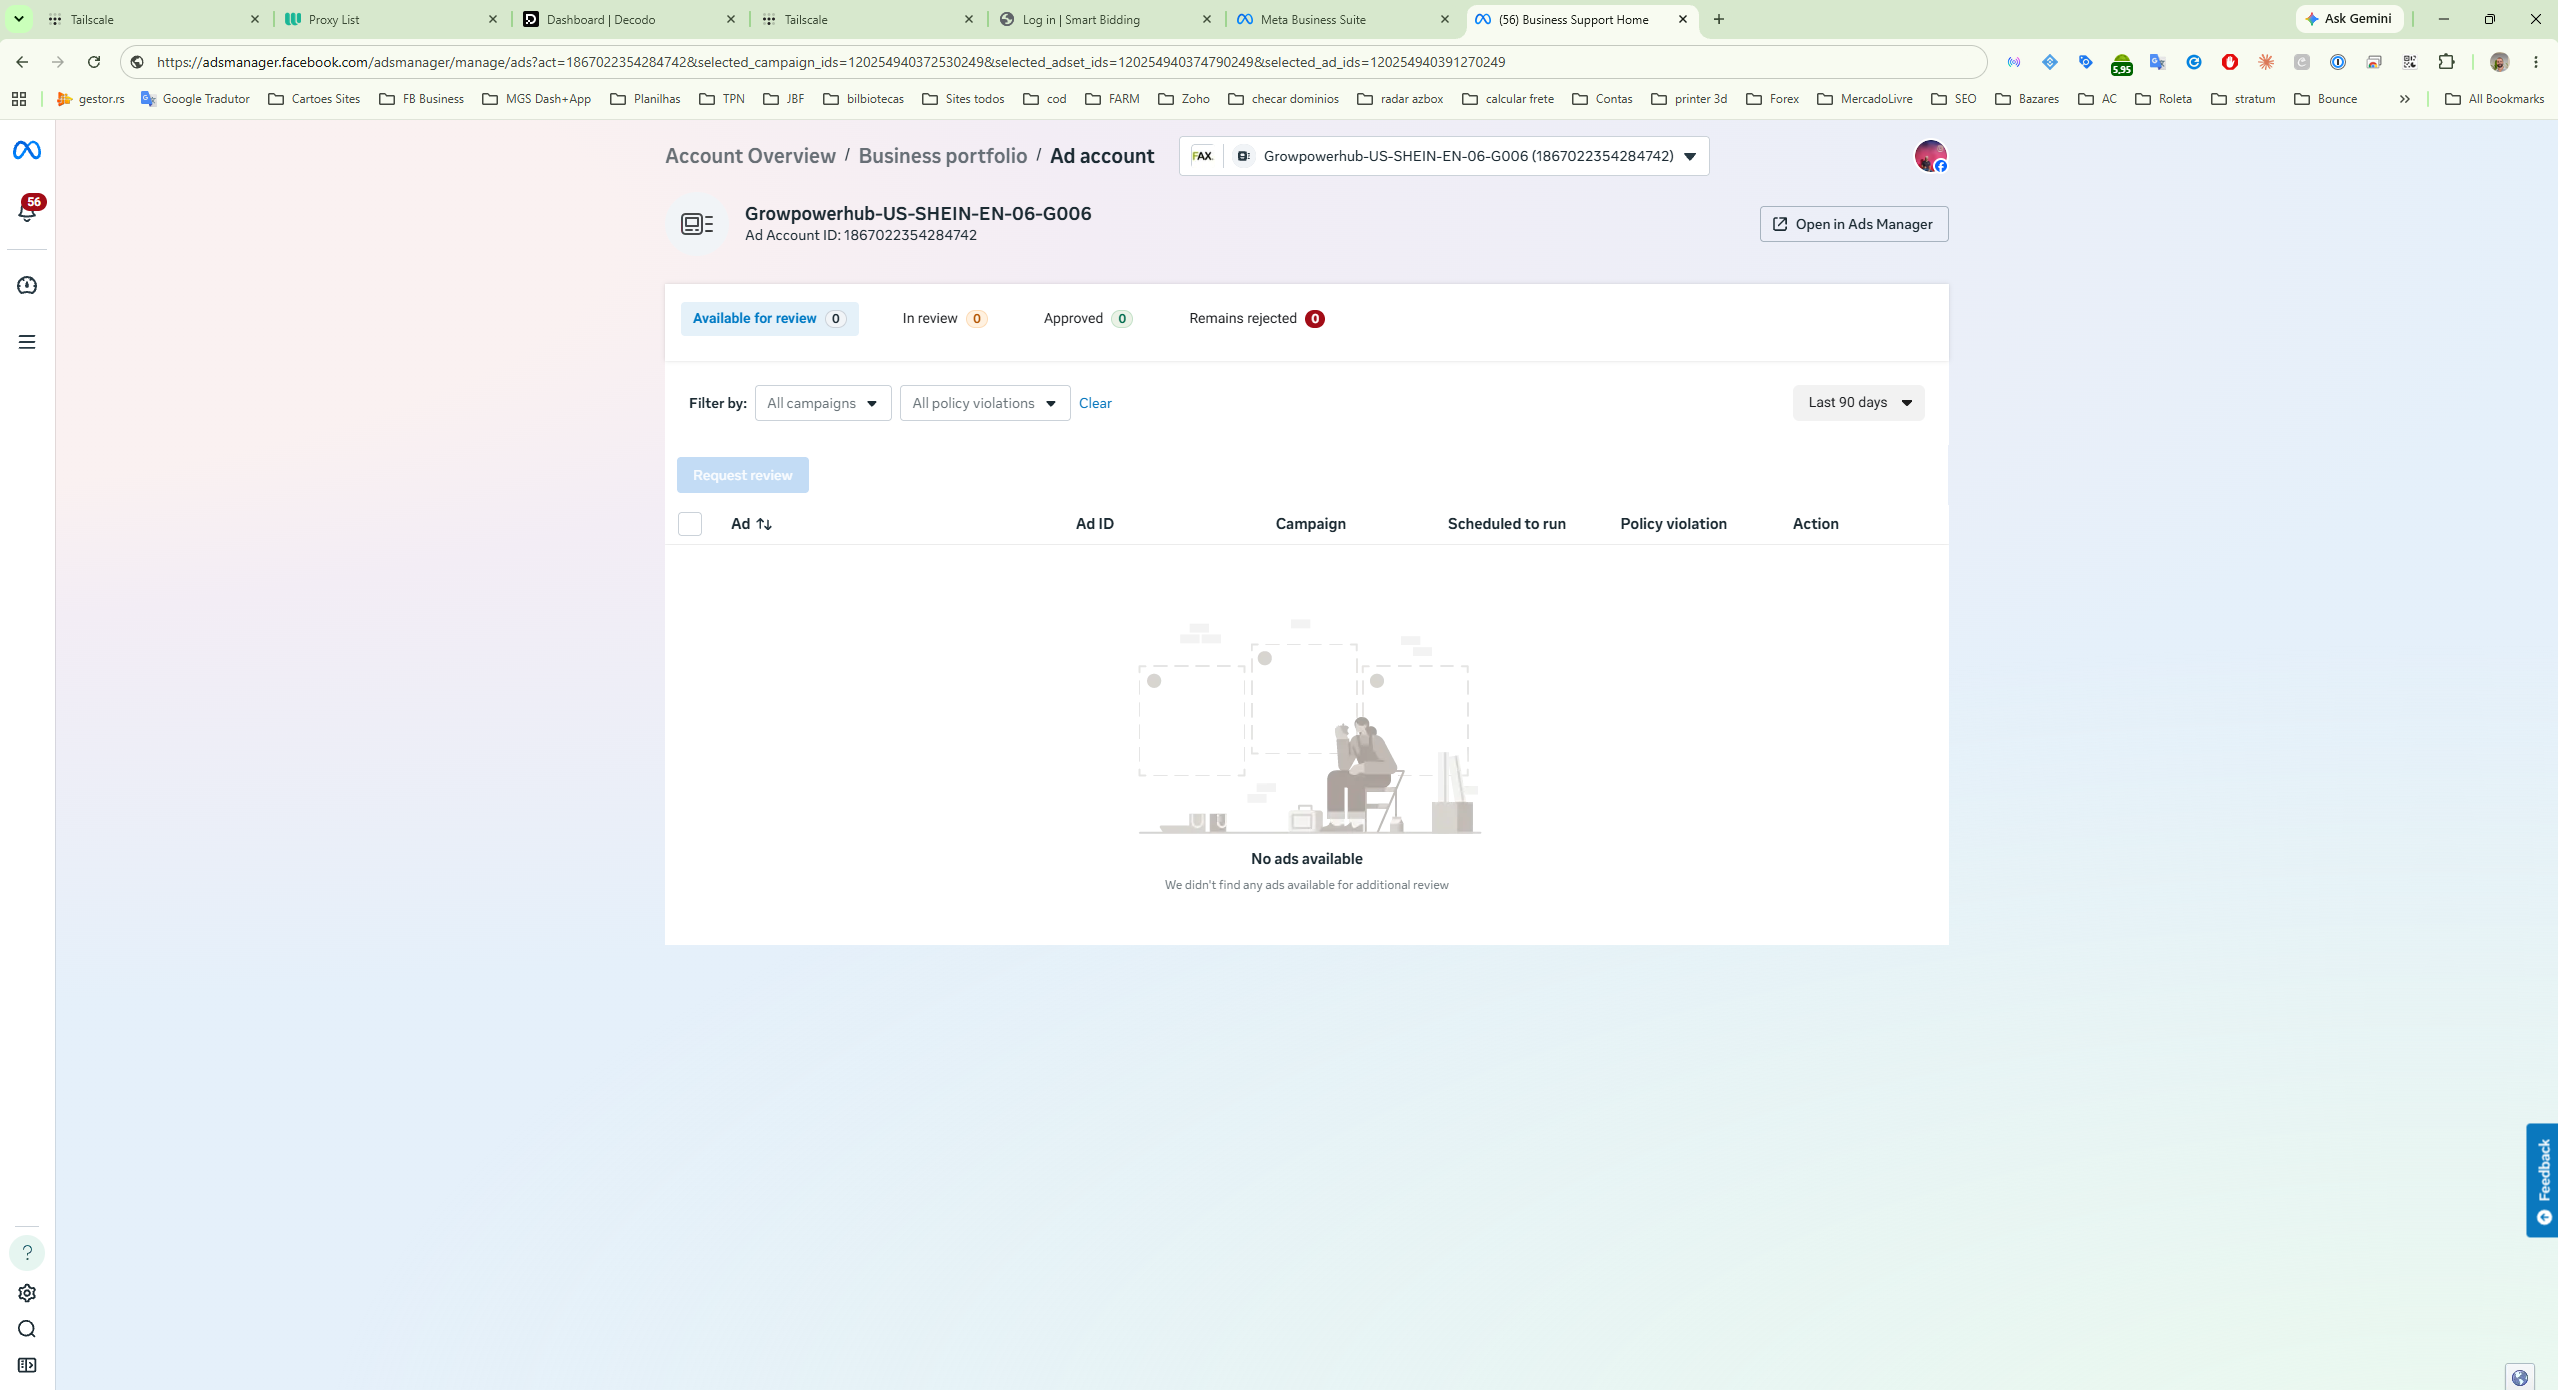 Tailscale
Proxy List
Dashboard | Decodo
Tailscale
Log in | Smart Bidding
Meta Business Suite
(56) Business Support Home
Ask Gemini
https://adsmanager.facebook.com/adsmanager/manage/ads?act=1867022354284742&selected_campaign_ids=120254940372530249&selected_adset_ids=120254940374790249&selected_ad_ids=120254940391270249
5,95
gestor.rs
Google Tradutor
Cartoes Sites
FB Business
MGS Dash+App
Planilhas
TPN
JBF
bilbiotecas
Sites todos
cod
FARM
Zoho
checar dominios
radar azbox
calcular frete
Contas
printer 3d
Forex
MercadoLivre
SEO
Bazares
AC
Roleta
stratum
Bounce
All Bookmarks
56
Account Overview / Business portfolio / Ad account
FAX
Growpowerhub-US-SHEIN-EN-06-G006 (1867022354284742)
Growpowerhub-US-SHEIN-EN-06-G006
Ad Account ID: 1867022354284742
Open in Ads Manager
Available for review 0
In review 0
Approved 0
Remains rejected 0
Filter by:
All campaigns
All policy violations
Clear
Last 90 days
Request review
Ad
Ad ID
Campaign
Scheduled to run
Policy violation
Action
No ads available
We didn't find any ads available for additional review
Feedback